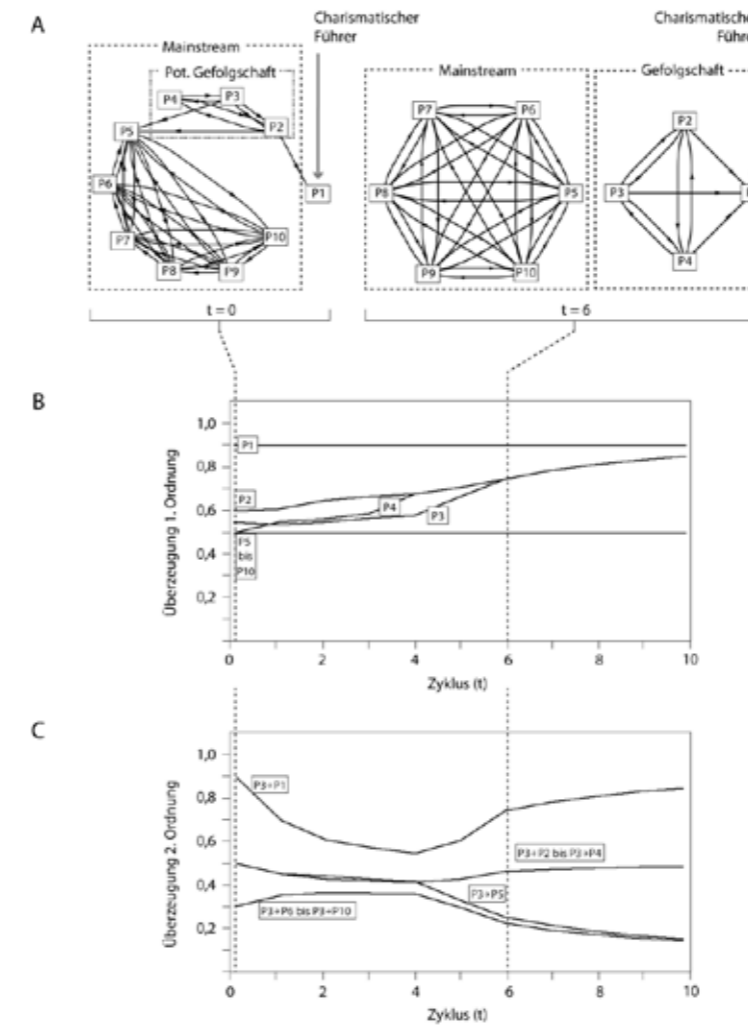 A
Charismatischer
Führer
Mainstream
Pot. Gefolgschaft
P4
P3
P2
P5
P6
P1
P7
P10
P8
P9
t = 0
Charismatische
Führe
Mainstream
Gefolgschaft
P7
P6
P8
P5
P9
P10
P2
P3
P4
t = 6
B
Überzeugung 1. Ordnung
1,0
0,8
0,6
0,4
0,2
P1
P2
P4
P3
P5
bis
P10
0
2
4
6
8
10
Zyklus (t)
C
Überzeugung 2. Ordnung
1,0
0,8
0,6
0,4
0,2
P3+P1
P3+P2 bis P3+P4
P3+P5
P3+P6 bis P3+P10
0
2
4
6
8
10
Zyklus (t)